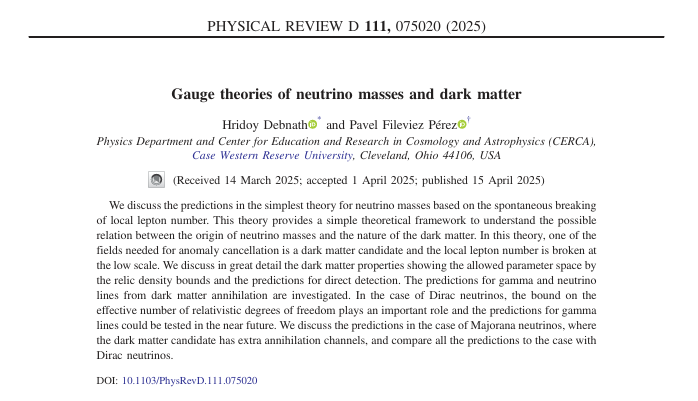 PHYSICAL REVIEW D 111, 075020 (2025)
Gauge theories of neutrino masses and dark matter
Hridoy Debnath* and Pavel Fileviez Pérez†
Physics Department and Center for Education and Research in Cosmology and Astrophysics (CERCA),
Case Western Reserve University, Cleveland, Ohio 44106, USA
(Received 14 March 2025; accepted 1 April 2025; published 15 April 2025)
We discuss the predictions in the simplest theory for neutrino masses based on the spontaneous breaking
of local lepton number. This theory provides a simple theoretical framework to understand the possible
relation between the origin of neutrino masses and the nature of the dark matter. In this theory, one of the
fields needed for anomaly cancellation is a dark matter candidate and the local lepton number is broken at
the low scale. We discuss in great detail the dark matter properties showing the allowed parameter space by
the relic density bounds and the predictions for direct detection. The predictions for gamma and neutrino
lines from dark matter annihilation are investigated. In the case of Dirac neutrinos, the bound on the
effective number of relativistic degrees of freedom plays an important role and the predictions for gamma
lines could be tested in the near future. We discuss the predictions in the case of Majorana neutrinos, where
the dark matter candidate has extra annihilation channels, and compare all the predictions to the case with
Dirac neutrinos.
DOI: 10.1103/PhysRevD.111.075020